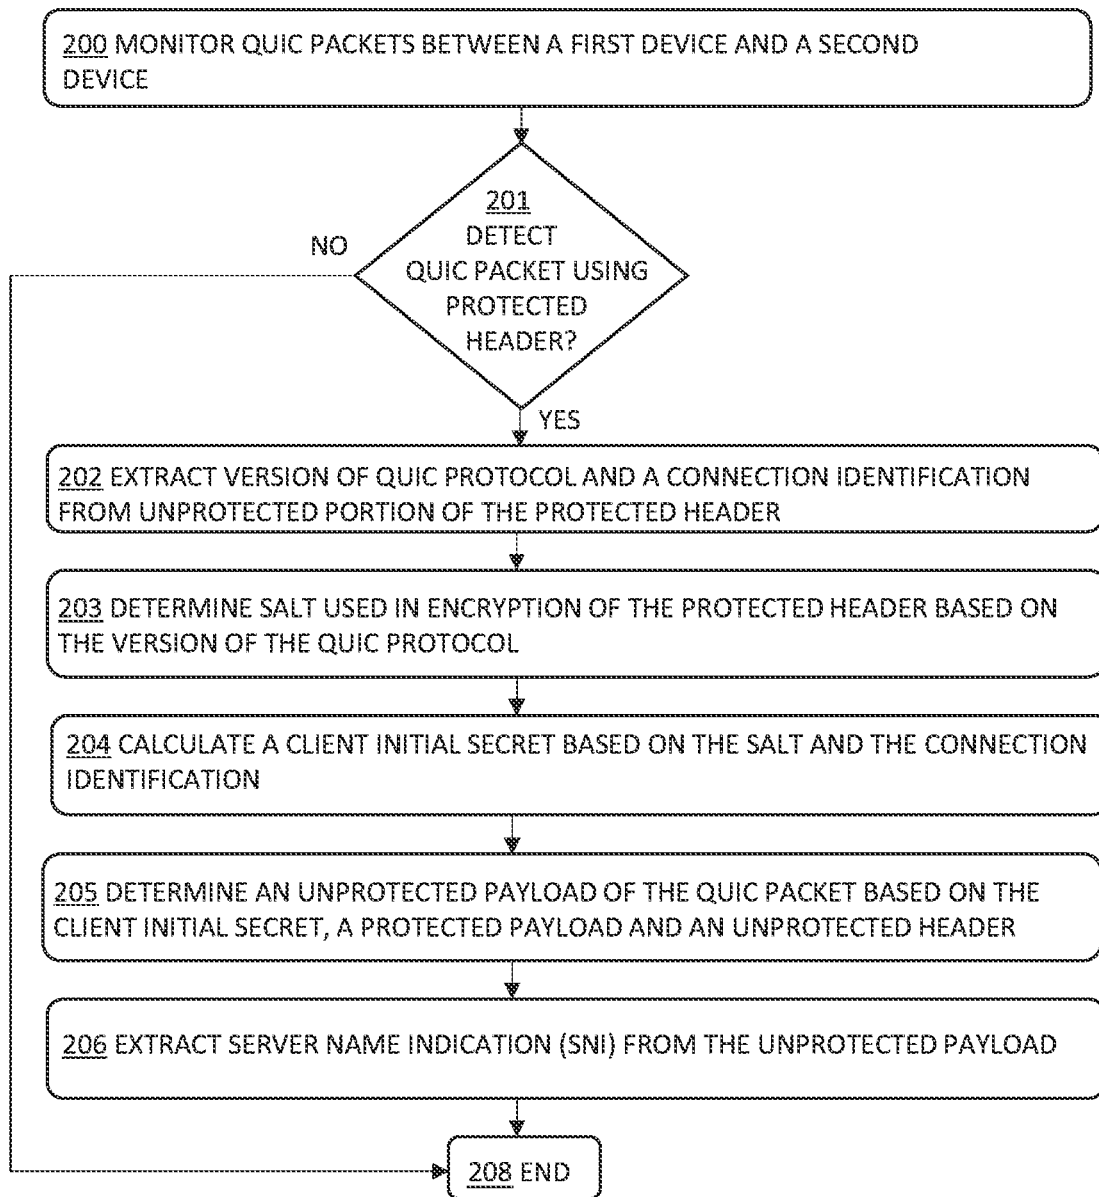 200 MONITOR QUIC PACKETS BETWEEN A FIRST DEVICE AND A SECOND
DEVICE
201
DETECT
QUIC PACKET USING
PROTECTED
HEADER?
NO
YES
202 EXTRACT VERSION OF QUIC PROTOCOL AND A CONNECTION IDENTIFICATION
FROM UNPROTECTED PORTION OF THE PROTECTED HEADER
203 DETERMINE SALT USED IN ENCRYPTION OF THE PROTECTED HEADER BASED ON
THE VERSION OF THE QUIC PROTOCOL
204 CALCULATE A CLIENT INITIAL SECRET BASED ON THE SALT AND THE CONNECTION
IDENTIFICATION
205 DETERMINE AN UNPROTECTED PAYLOAD OF THE QUIC PACKET BASED ON THE
CLIENT INITIAL SECRET, A PROTECTED PAYLOAD AND AN UNPROTECTED HEADER
206 EXTRACT SERVER NAME INDICATION (SNI) FROM THE UNPROTECTED PAYLOAD
208 END